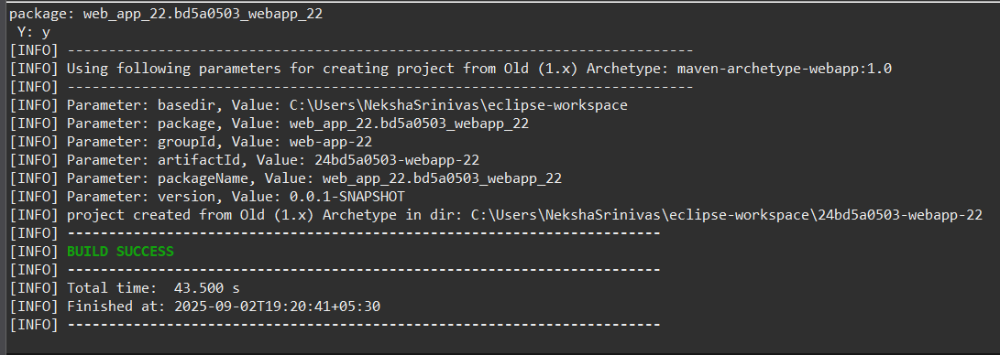 package: web_app_22.bd5a0503_webapp_22
Y: y
[INFO] ----------------------------------------------------------------------------
[INFO] Using following parameters for creating project from Old (1.x) Archetype: maven-archetype-webapp:1.0
[INFO] ----------------------------------------------------------------------------
[INFO] Parameter: basedir, Value: C:\Users\NekshaSrinivas\eclipse-workspace
[INFO] Parameter: package, Value: web_app_22.bd5a0503_webapp_22
[INFO] Parameter: groupId, Value: web-app-22
[INFO] Parameter: artifactId, Value: 24bd5a0503-webapp-22
[INFO] Parameter: packageName, Value: web_app_22.bd5a0503_webapp_22
[INFO] Parameter: version, Value: 0.0.1-SNAPSHOT
[INFO] project created from Old (1.x) Archetype in dir: C:\Users\NekshaSrinivas\eclipse-workspace\24bd5a0503-webapp-22
[INFO] ------------------------------------------------------------------------
[INFO] BUILD SUCCESS
[INFO] ------------------------------------------------------------------------
[INFO] Total time:  43.500 s
[INFO] Finished at: 2025-09-02T19:20:41+05:30
[INFO] ------------------------------------------------------------------------